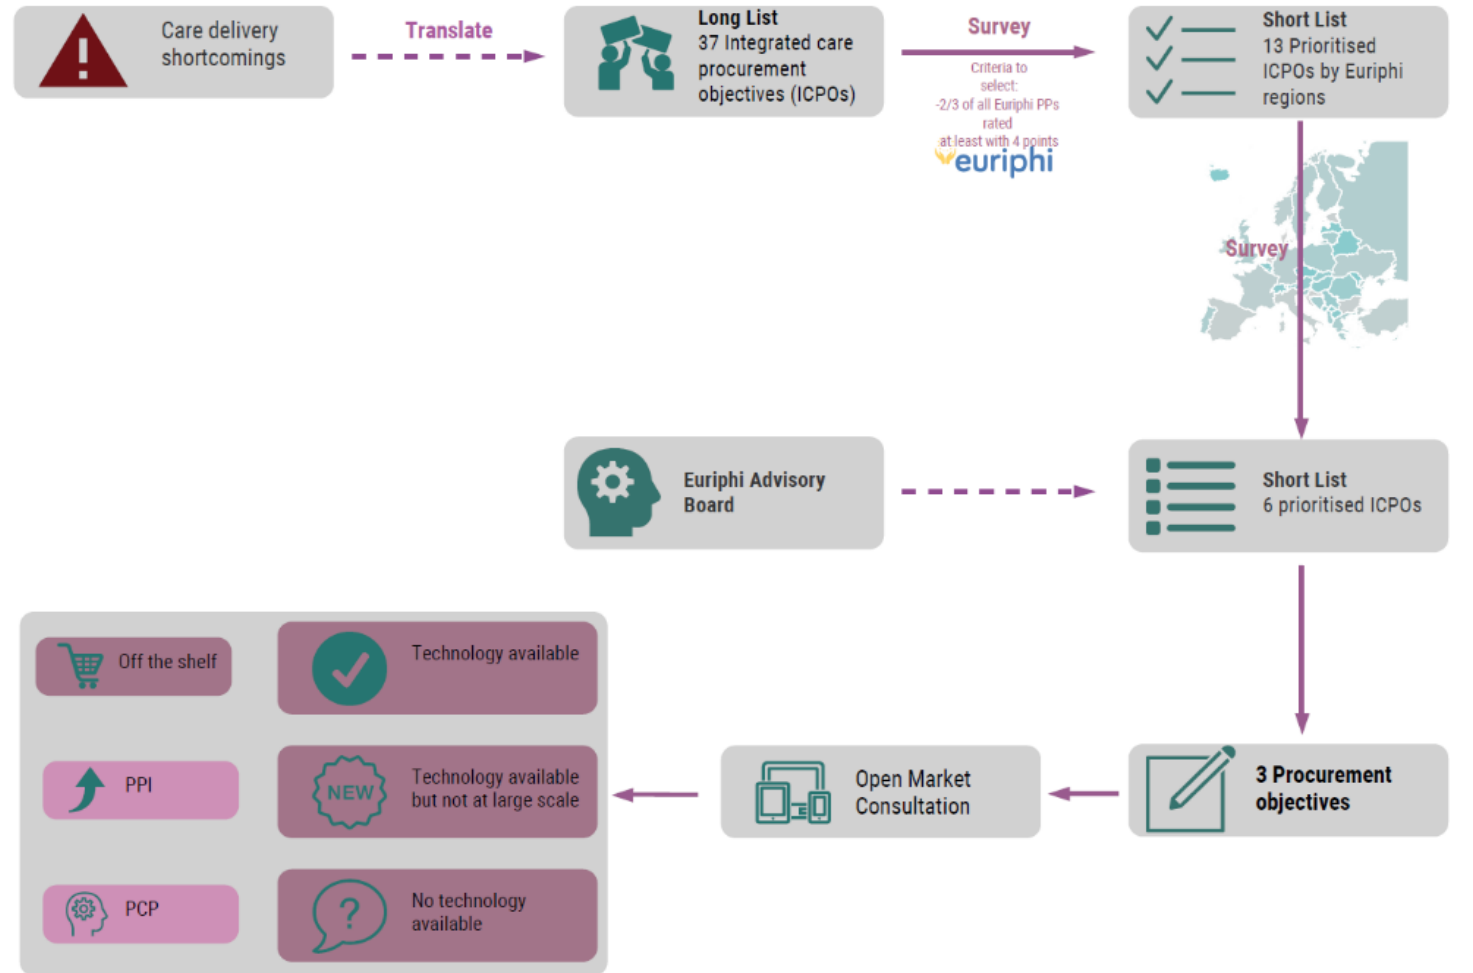 Care delivery
shortcomings
Translate
Long List
37 Integrated care
procurement
objectives (ICPOs)
Survey
Criteria to
select:
-2/3 of all Euriphi PPs
rated
at least with 4 points
euriphi
Short List
13 Prioritised
ICPOs by Euriphi
regions
Survey
Euriphi Advisory
Board
Short List
6 prioritised ICPOs
3 Procurement
objectives
Open Market
Consultation
Off the shelf
Technology available
PPI
NEW
Technology available
but not at large scale
PCP
?
No technology
available